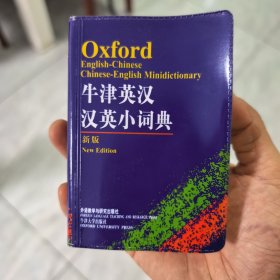 Oxford
English-Chinese
Chinese-English Minidictionary
牛津英汉
汉英小词典
新版
New Edition
外语教学与研究出版社
FOREIGN LANGUAGE TEACHING AND RESEARCH PRESS
牛津大学出版社
OXFORD UNIVERSITY PRESS